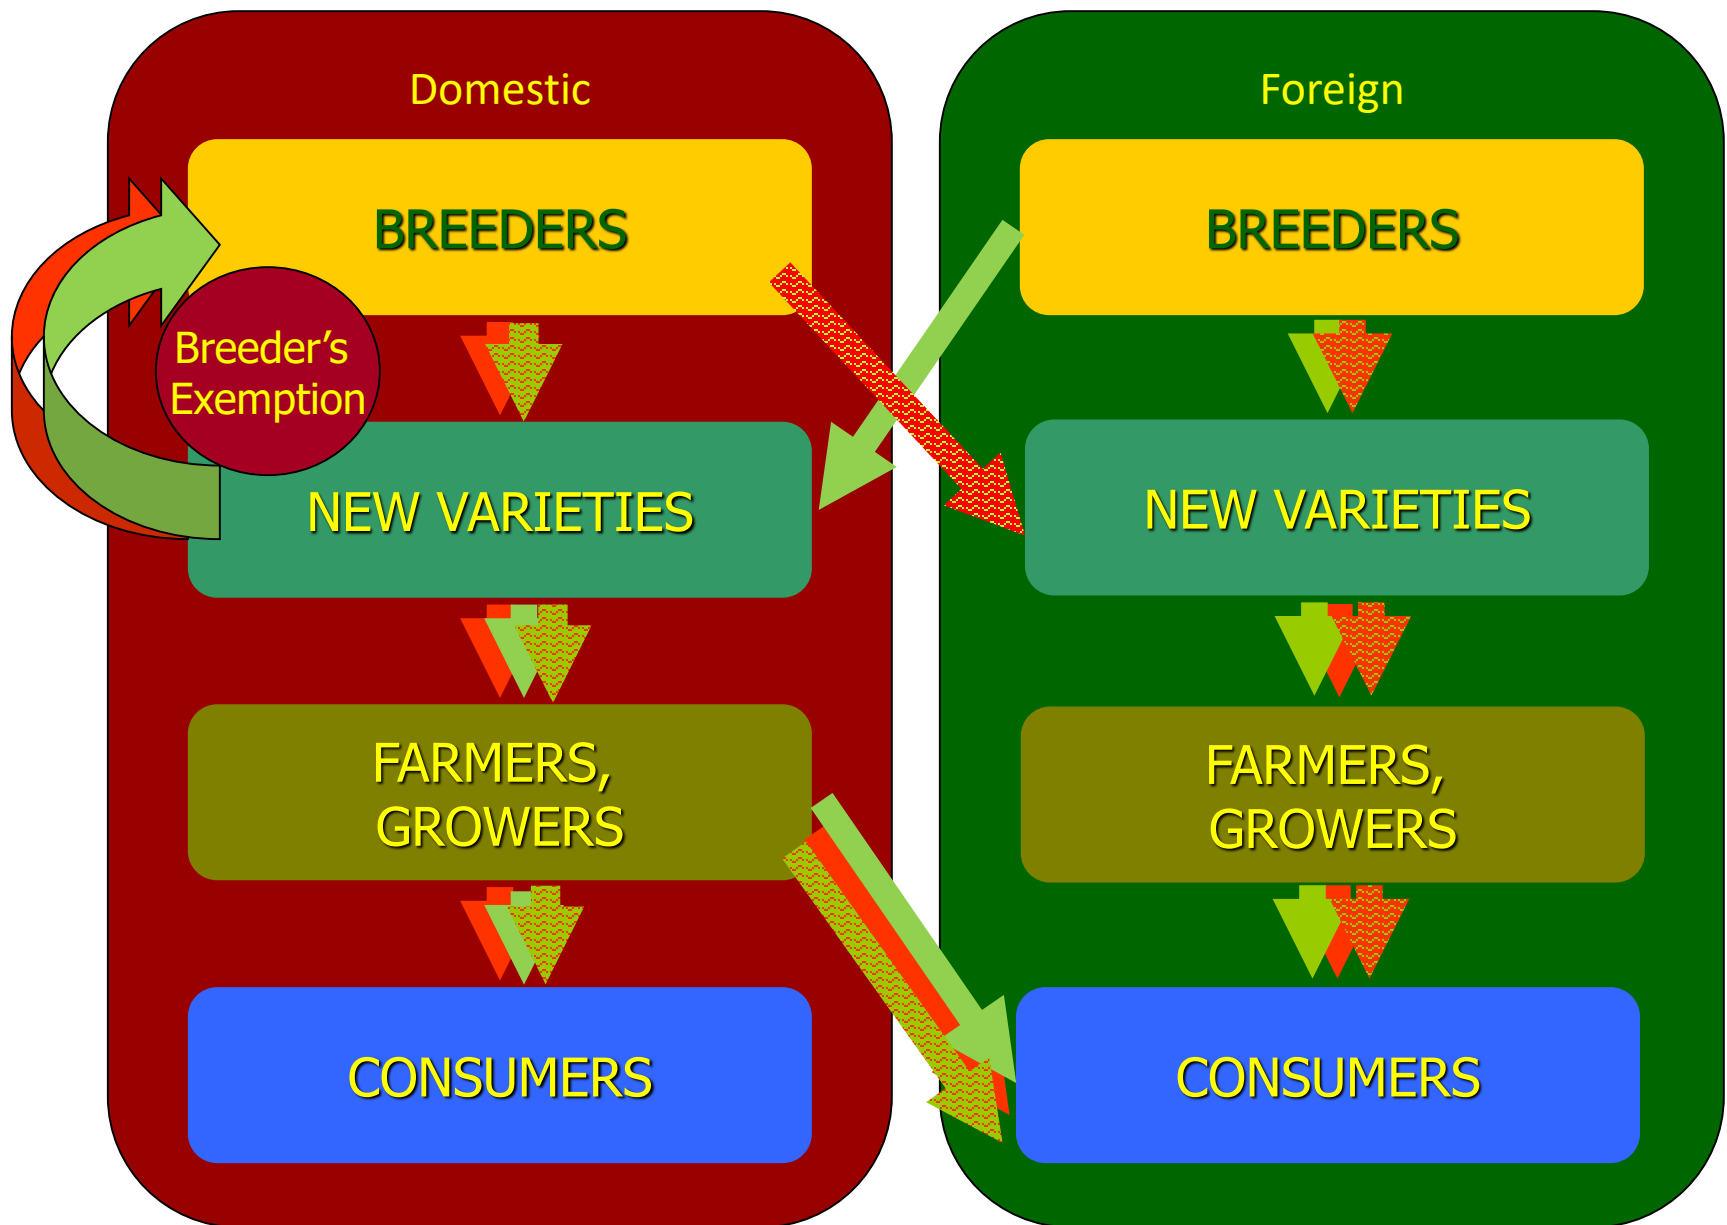 Domestic
BREEDERS
Breeder’s
Exemption
NEW VARIETIES
FARMERS,
GROWERS
CONSUMERS
Foreign
BREEDERS
NEW VARIETIES
FARMERS,
GROWERS
CONSUMERS